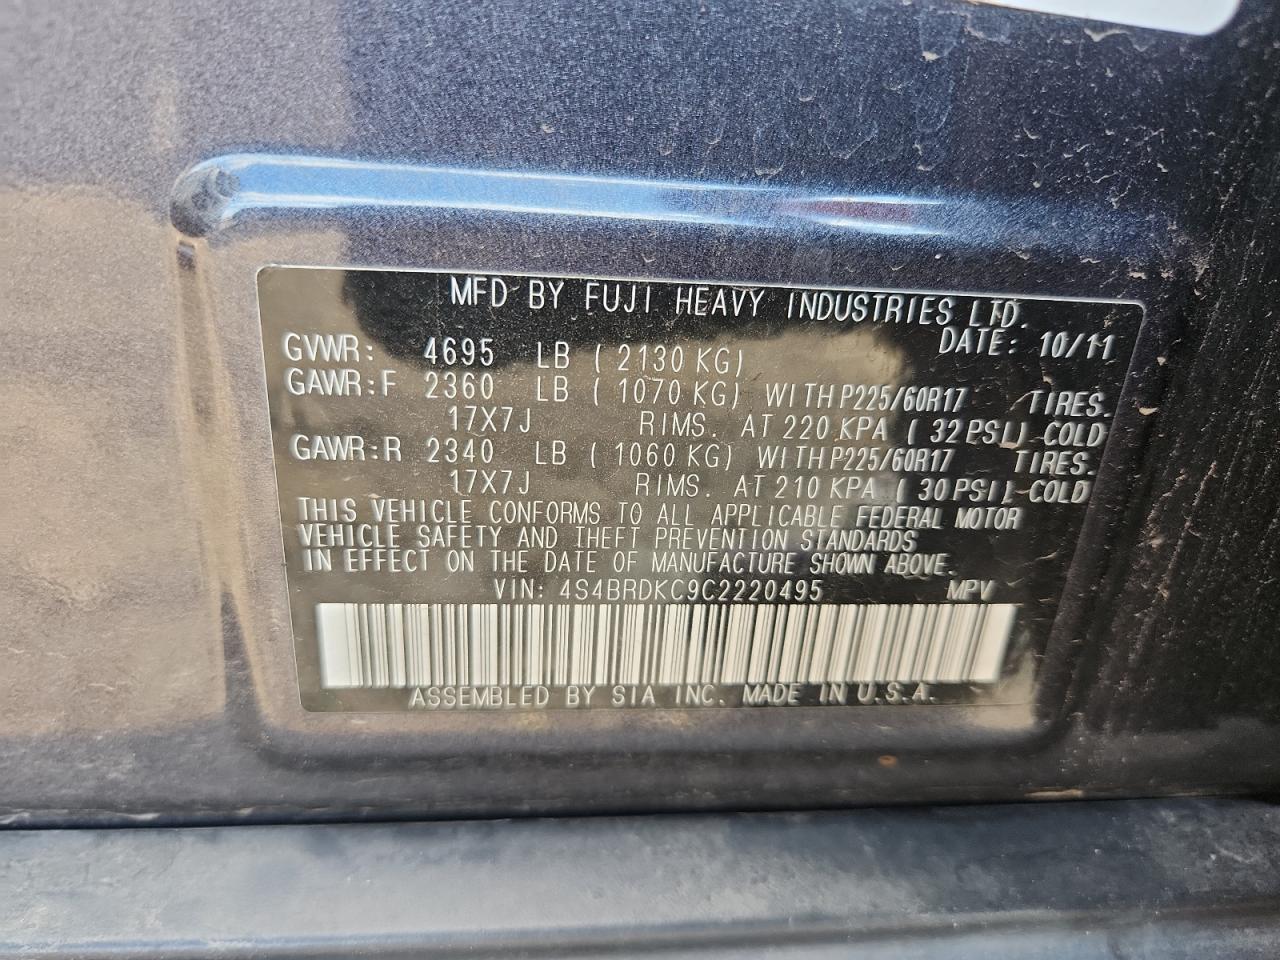 MFD BY FUJI HEAVY INDUSTRIES LTD.
DATE: 10/11
GVWR: 4695 LB ( 2130 KG)
GAWR:F 2360 LB ( 1070 KG) WITH P225/60R17 TIRES.
17X7J RIMS. AT 220 KPA ( 32 PSI) COLD
GAWR:R 2340 LB ( 1060 KG) WITH P225/60R17 TIRES.
17X7J RIMS. AT 210 KPA ( 30 PSI) COLD
THIS VEHICLE CONFORMS TO ALL APPLICABLE FEDERAL MOTOR
VEHICLE SAFETY AND THEFT PREVENTION STANDARDS
IN EFFECT ON THE DATE OF MANUFACTURE SHOWN ABOVE.
VIN: 4S4BRDKC9C2220495 MPV
ASSEMBLED BY SIA INC. MADE IN U.S.A.